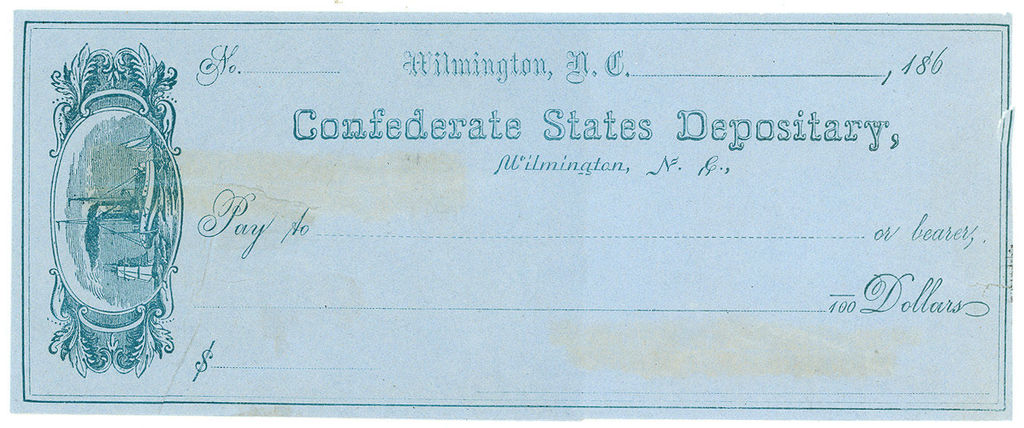 No. Wilmington, N. C. , 186
Confederate States Depositary,
Wilmington, N. C.,
Pay to or bearer,
/100 Dollars
$